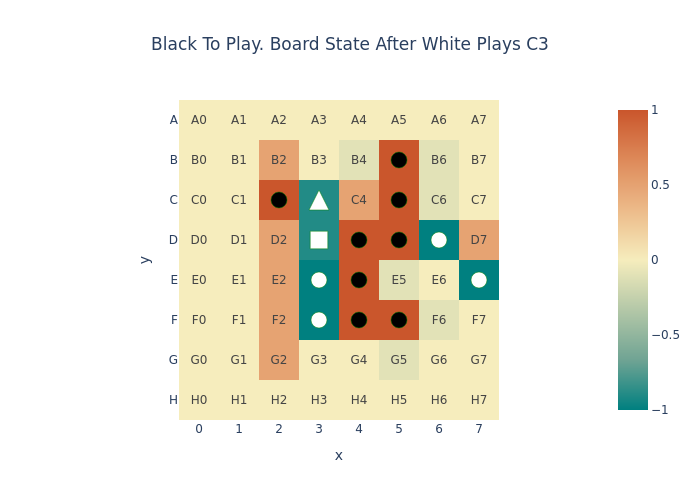 Black To Play. Board State After White Plays C3
A A0 A1 A2 A3 A4 A5 A6 A7
B B0 B1 B2 B3 B4 B6 B7
C C0 C1 C4 C6 C7
D D0 D1 D2 D7
E E0 E1 E2 E5 E6
F F0 F1 F2 F6 F7
G G0 G1 G2 G3 G4 G5 G6 G7
H H0 H1 H2 H3 H4 H5 H6 H7
0 1 2 3 4 5 6 7
x
y
1
0.5
0
−0.5
−1